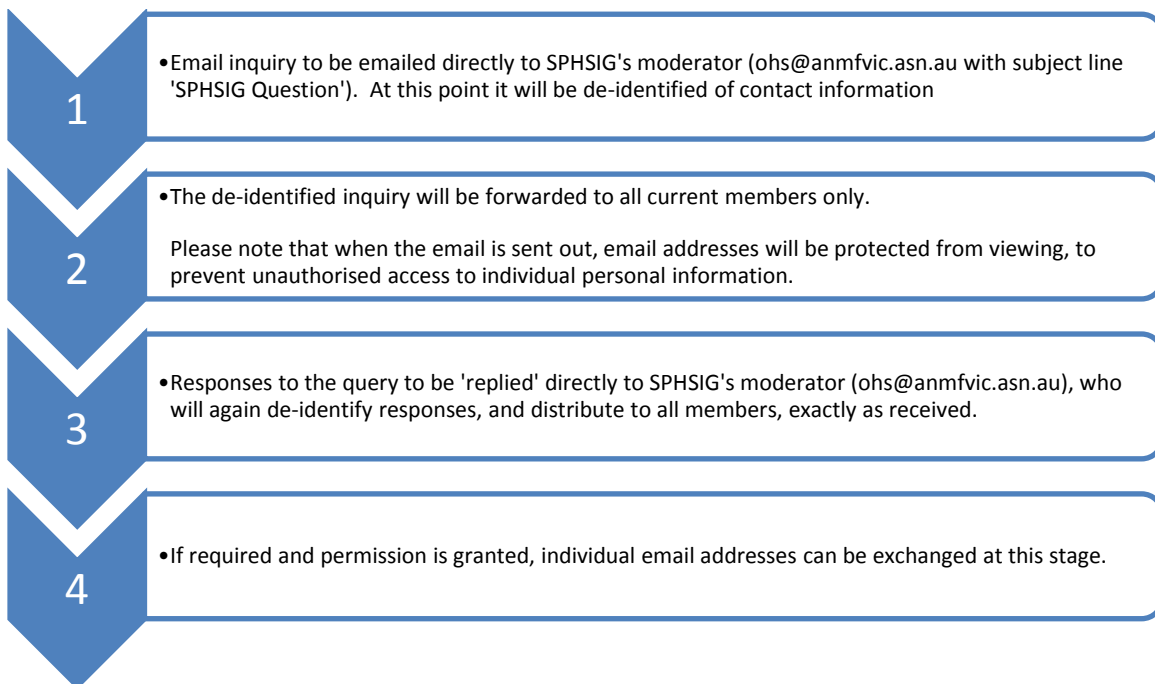 1
•Email inquiry to be emailed directly to SPHSIG's moderator (ohs@anmfvic.asn.au with subject line
'SPHSIG Question').  At this point it will be de-identified of contact information
2
•The de-identified inquiry will be forwarded to all current members only.
Please note that when the email is sent out, email addresses will be protected from viewing, to
prevent unauthorised access to individual personal information.
3
•Responses to the query to be 'replied' directly to SPHSIG's moderator (ohs@anmfvic.asn.au), who
will again de-identify responses, and distribute to all members, exactly as received.
4
•If required and permission is granted, individual email addresses can be exchanged at this stage.